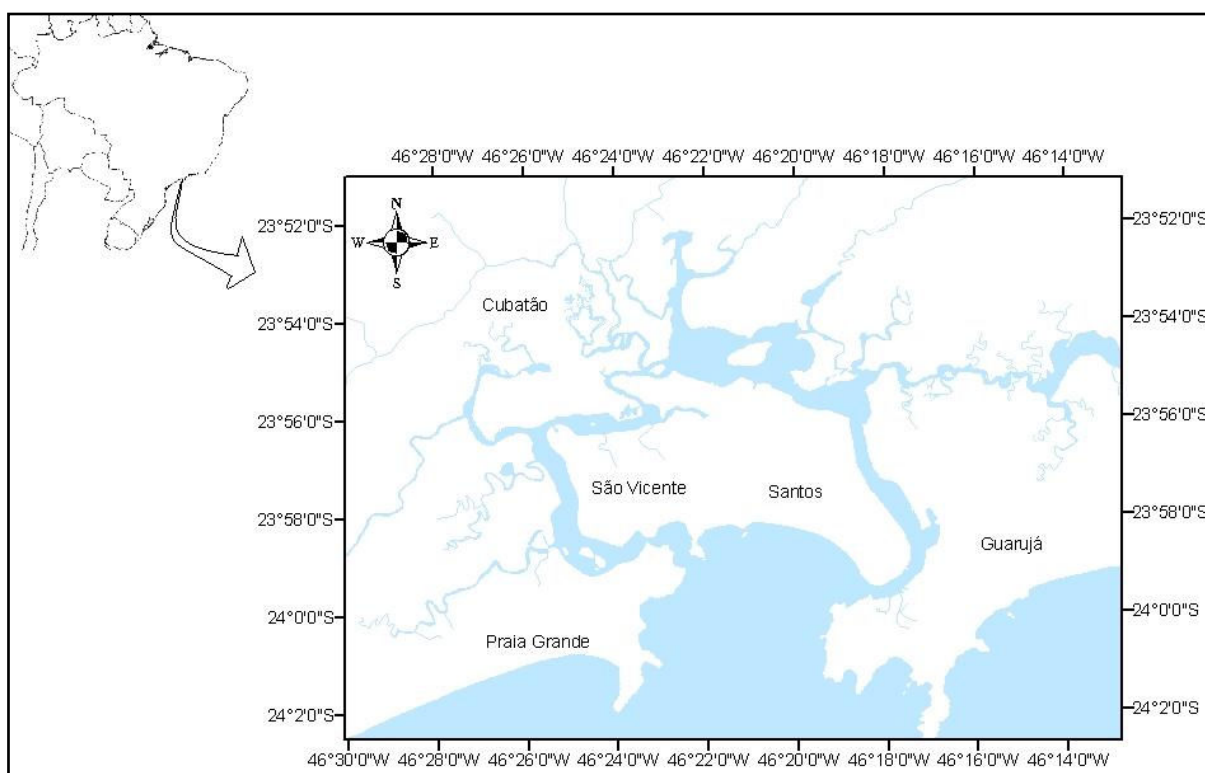 46°28'0"W 46°26'0"W 46°24'0"W 46°22'0"W 46°20'0"W 46°18'0"W 46°16'0"W 46°14'0"W
N
W E
S
23°52'0"S 23°52'0"S
Cubatão
23°54'0"S 23°54'0"S
23°56'0"S 23°56'0"S
São Vicente Santos
23°58'0"S 23°58'0"S
Guarujá
24°0'0"S 24°0'0"S
Praia Grande
24°2'0"S 24°2'0"S
46°30'0"W 46°28'0"W 46°26'0"W 46°24'0"W 46°22'0"W 46°20'0"W 46°18'0"W 46°16'0"W 46°14'0"W